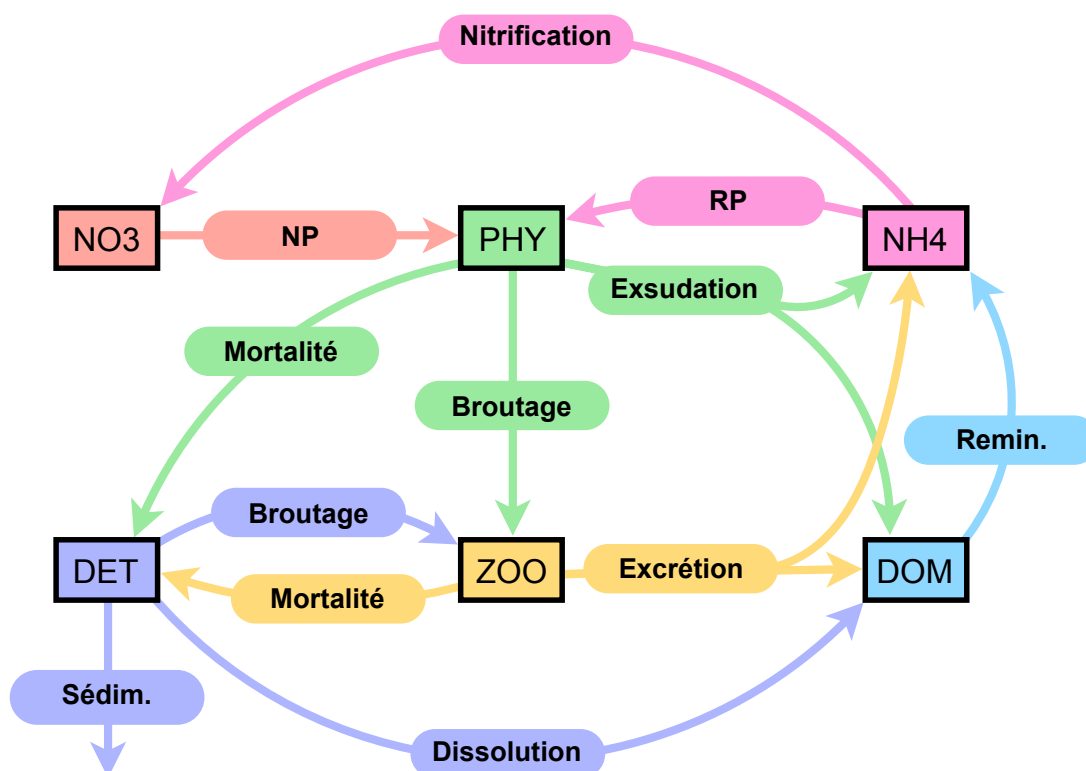 Nitrification
RP
NO3
NP
PHY
NH4
Exsudation
Mortalité
Broutage
Remin.
Broutage
DET
ZOO
Excrétion
DOM
Mortalité
Sédim.
Dissolution